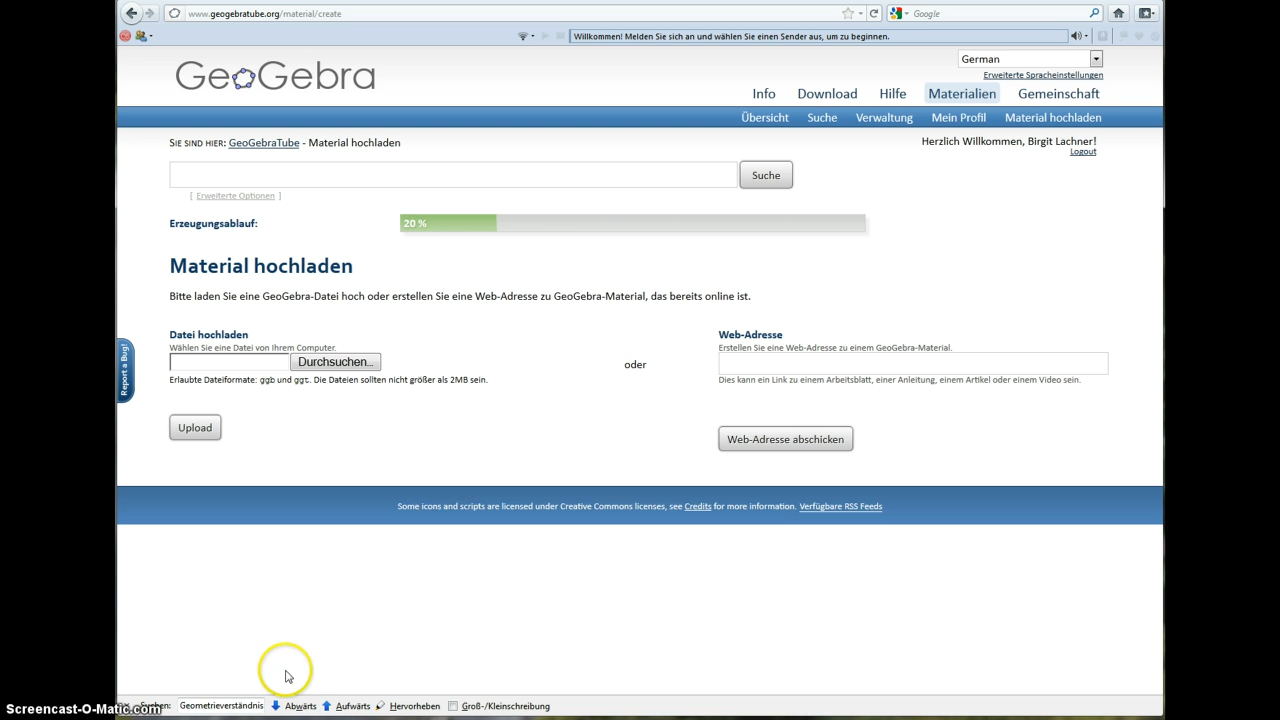 www.geogebratube.org/material/create
Google
Willkommen! Melden Sie sich an und wählen Sie einen Sender aus, um zu beginnen.
GeoGebra
German
Erweiterte Spracheinstellungen
Info Download Hilfe Materialien Gemeinschaft
Übersicht Suche Verwaltung Mein Profil Material hochladen
SIE SIND HIER: GeoGebraTube - Material hochladen
Herzlich Willkommen, Birgit Lachner!
Logout
Suche
[ Erweiterte Optionen ]
Erzeugungsablauf: 20 %
Material hochladen
Bitte laden Sie eine GeoGebra-Datei hoch oder erstellen Sie eine Web-Adresse zu GeoGebra-Material, das bereits online ist.
Datei hochladen
Wählen Sie eine Datei von Ihrem Computer.
Durchsuchen...
Erlaubte Dateiformate: ggb und ggt. Die Dateien sollten nicht größer als 2MB sein.
Upload
oder
Web-Adresse
Erstellen Sie eine Web-Adresse zu einem GeoGebra-Material.
Dies kann ein Link zu einem Arbeitsblatt, einer Anleitung, einem Artikel oder einem Video sein.
Web-Adresse abschicken
Report a Bug!
Some icons and scripts are licensed under Creative Commons licenses, see Credits for more information. Verfügbare RSS Feeds
Suchen: Geometrieverständnis Abwärts Aufwärts Hervorheben Groß-/Kleinschreibung
Screencast-O-Matic.com